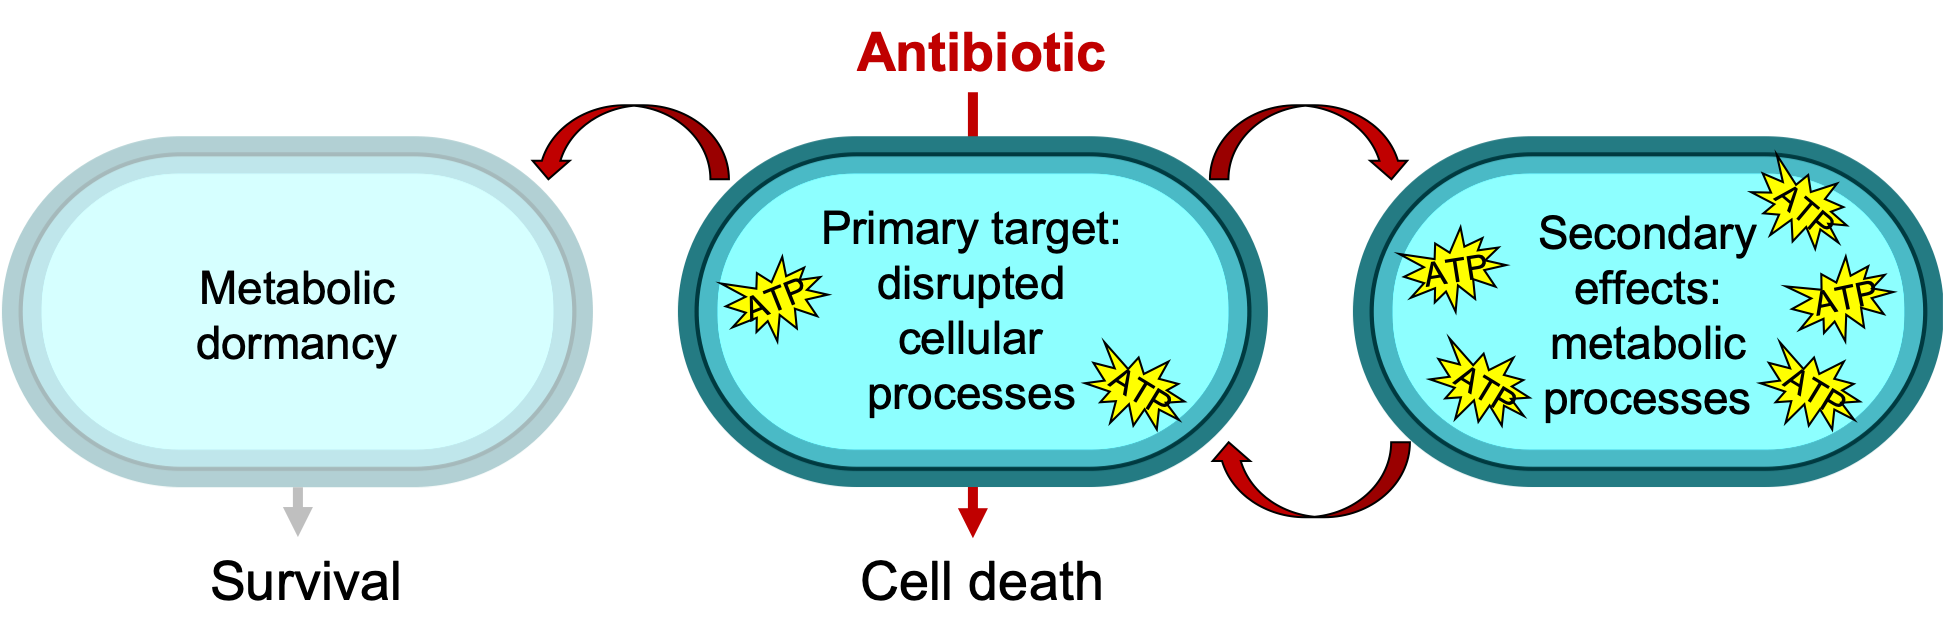 Antibiotic
Metabolic
dormancy
Survival
Primary target:
disrupted
cellular
processes
ATP
ATP
Cell death
Secondary
effects:
metabolic
processes
ATP
ATP
ATP
ATP
ATP